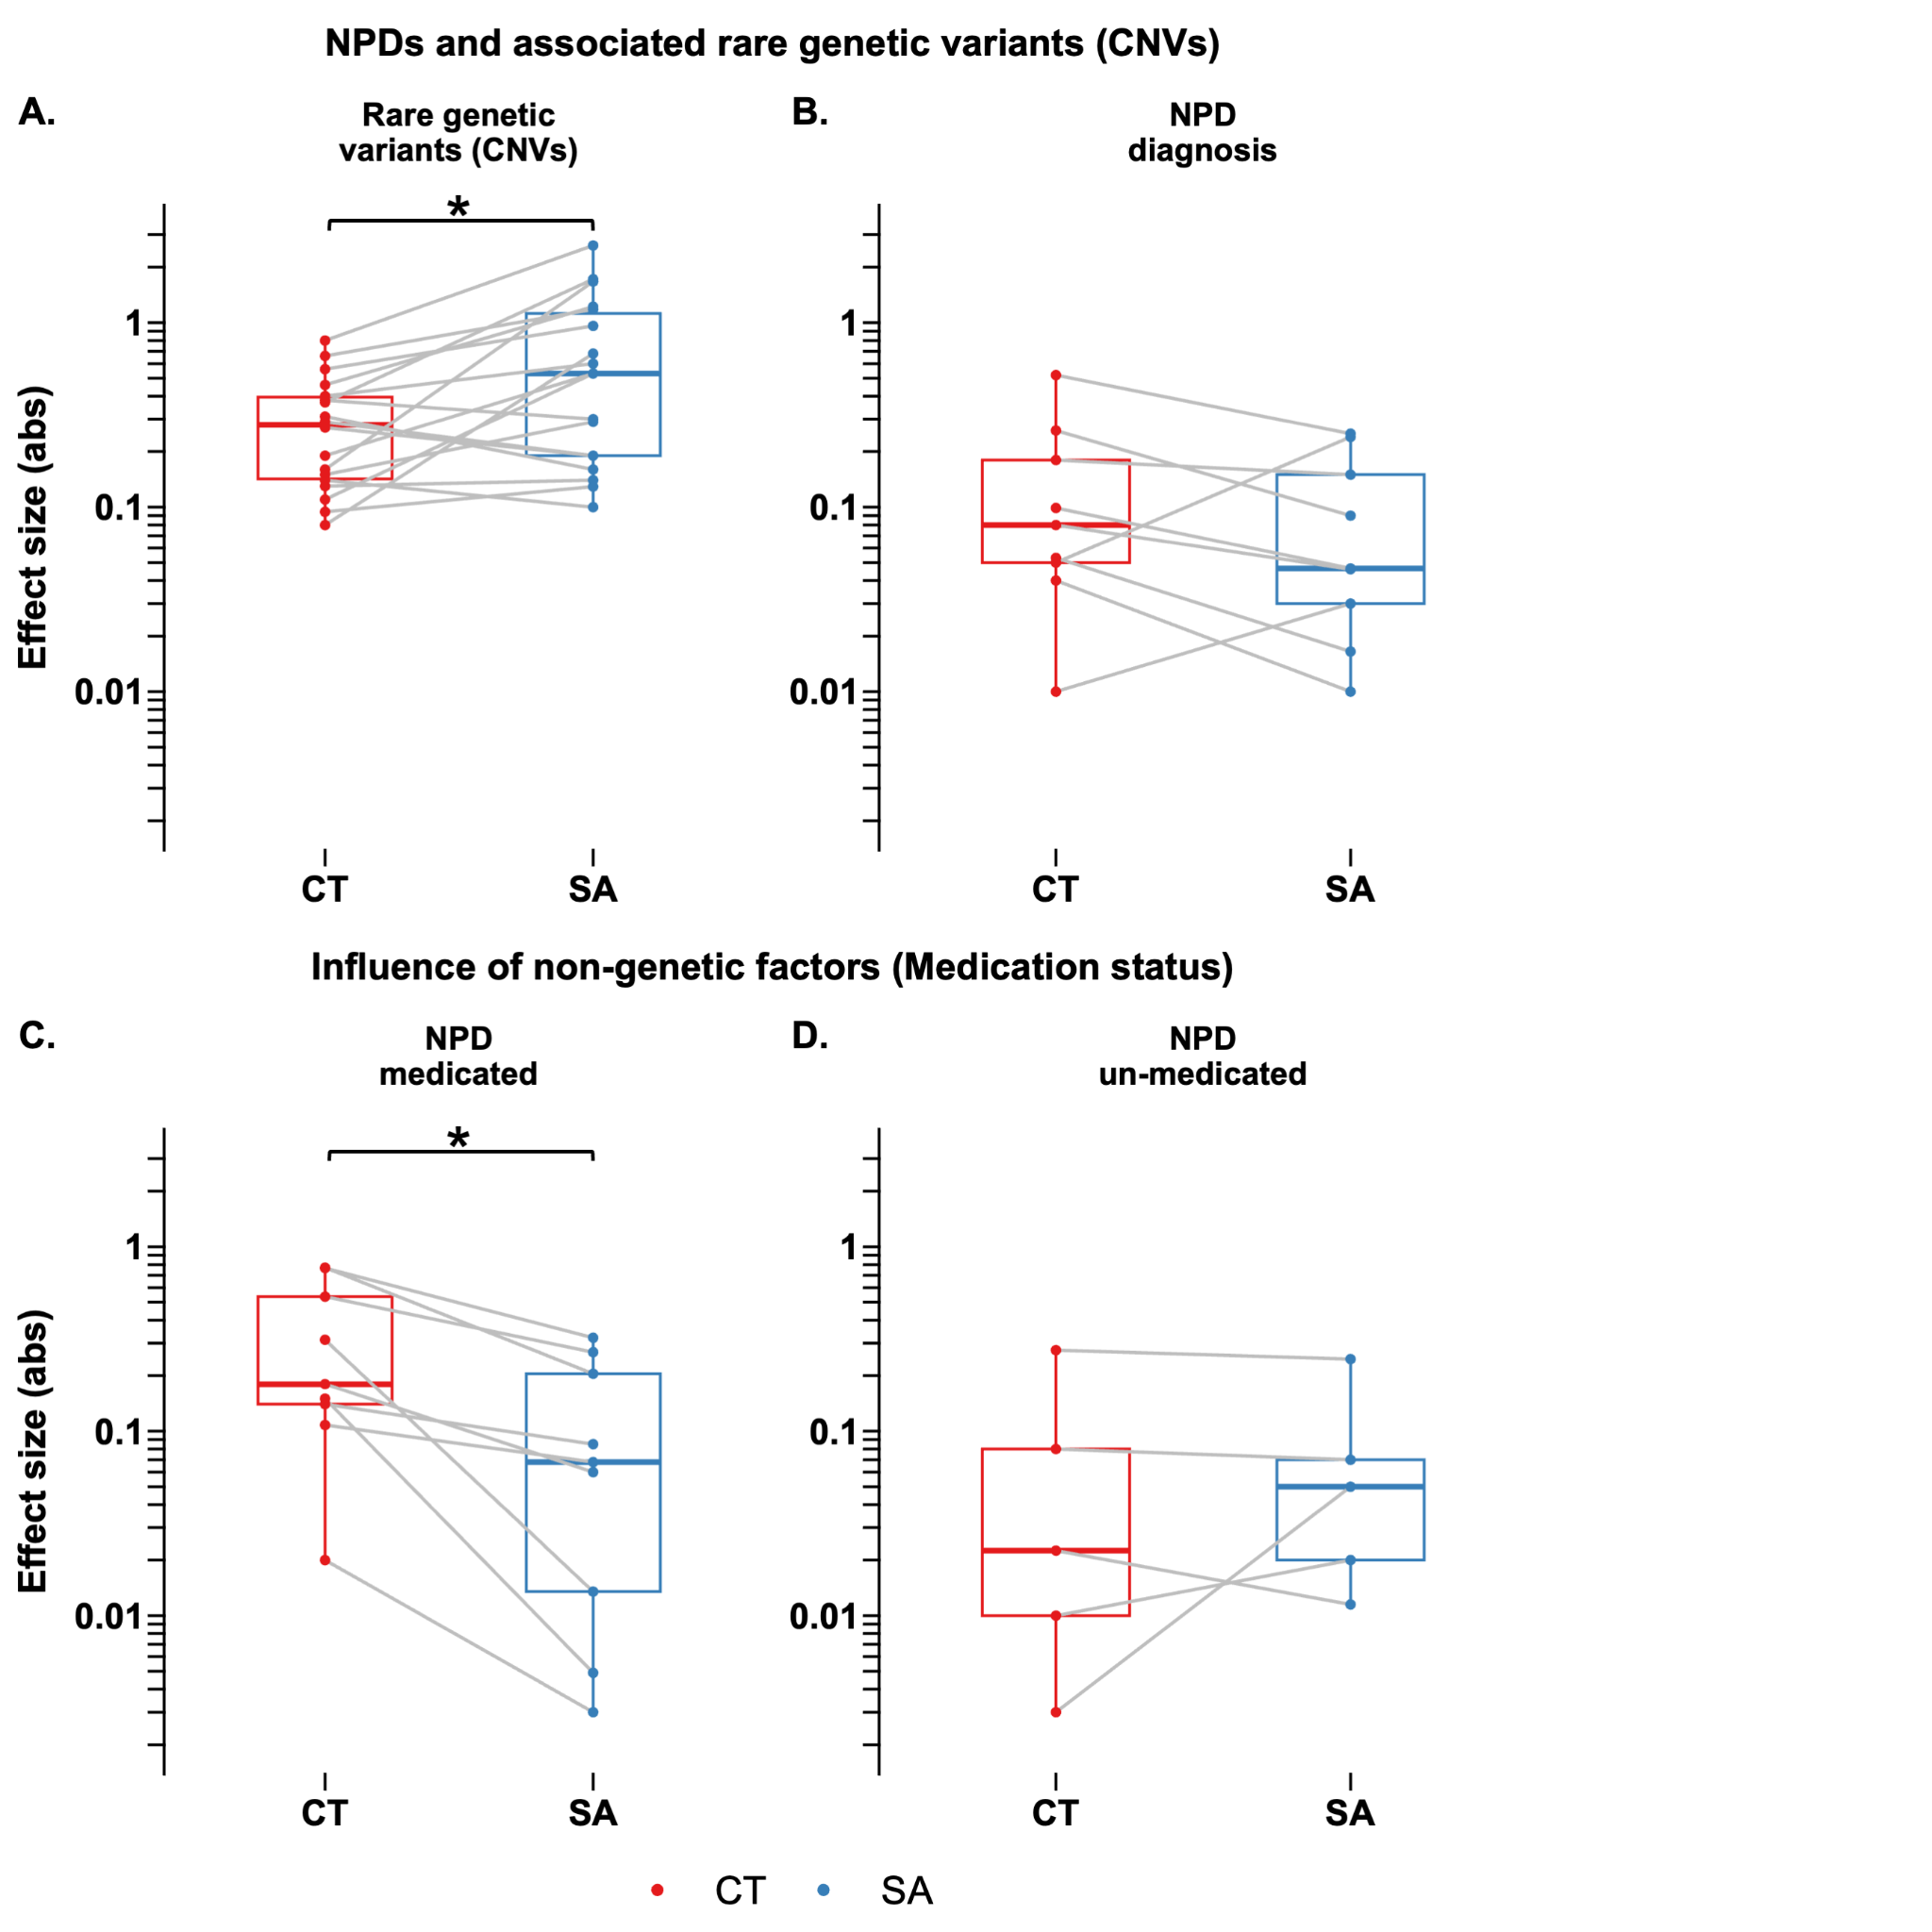 NPDs and associated rare genetic variants (CNVs)
A.
Rare genetic
variants (CNVs)
B.
NPD
diagnosis
*
Effect size (abs)
1
0.1
0.01
CT
SA
1
0.1
0.01
CT
SA
Influence of non-genetic factors (Medication status)
C.
NPD
medicated
D.
NPD
un-medicated
*
Effect size (abs)
1
0.1
0.01
CT
SA
1
0.1
0.01
CT
SA
CT
SA